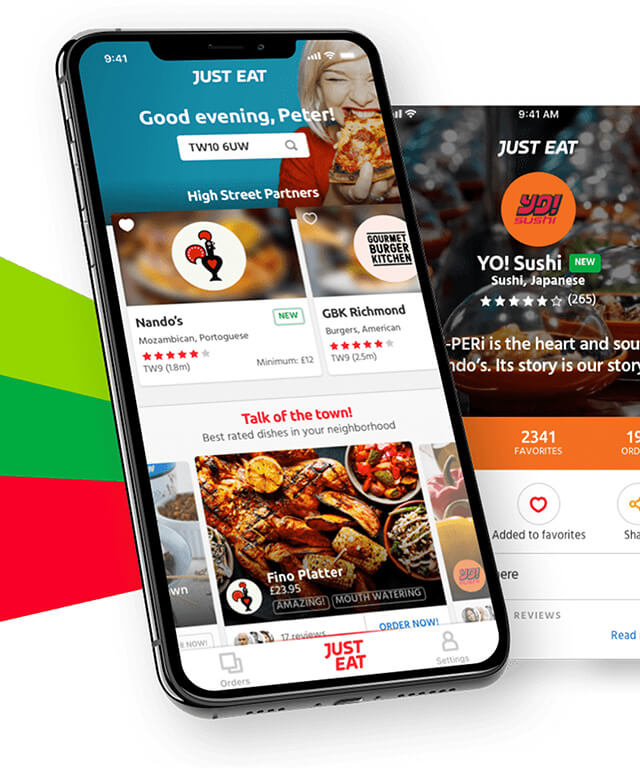 9:41
JUST EAT
Good evening, Peter!
TW10 6UW
High Street Partners
Nando's
NEW
Mozambican, Portoguese
TW9 (1.8m)
Minimum: £12
GOURMET
BURGER
KITCHEN
GBK Richmond
Burgers, American
TW9 (2.5m)
Talk of the town!
Best rated dishes in your neighborhood
Fino Platter
£23.95
AMAZING!
MOUTH WATERING
17 reviews
ORDER NOW!
NOW!
Orders
JUST
EAT
Settings
9:41 AM
JUST EAT
YO!
SUSHI
YO! Sushi
NEW
Sushi, Japanese
(265)
-PERi is the heart and sou
ndo's. Its story is our story
2341
FAVORITES
19
ORD
Added to favorites
Sha
here
REVIEWS
Read